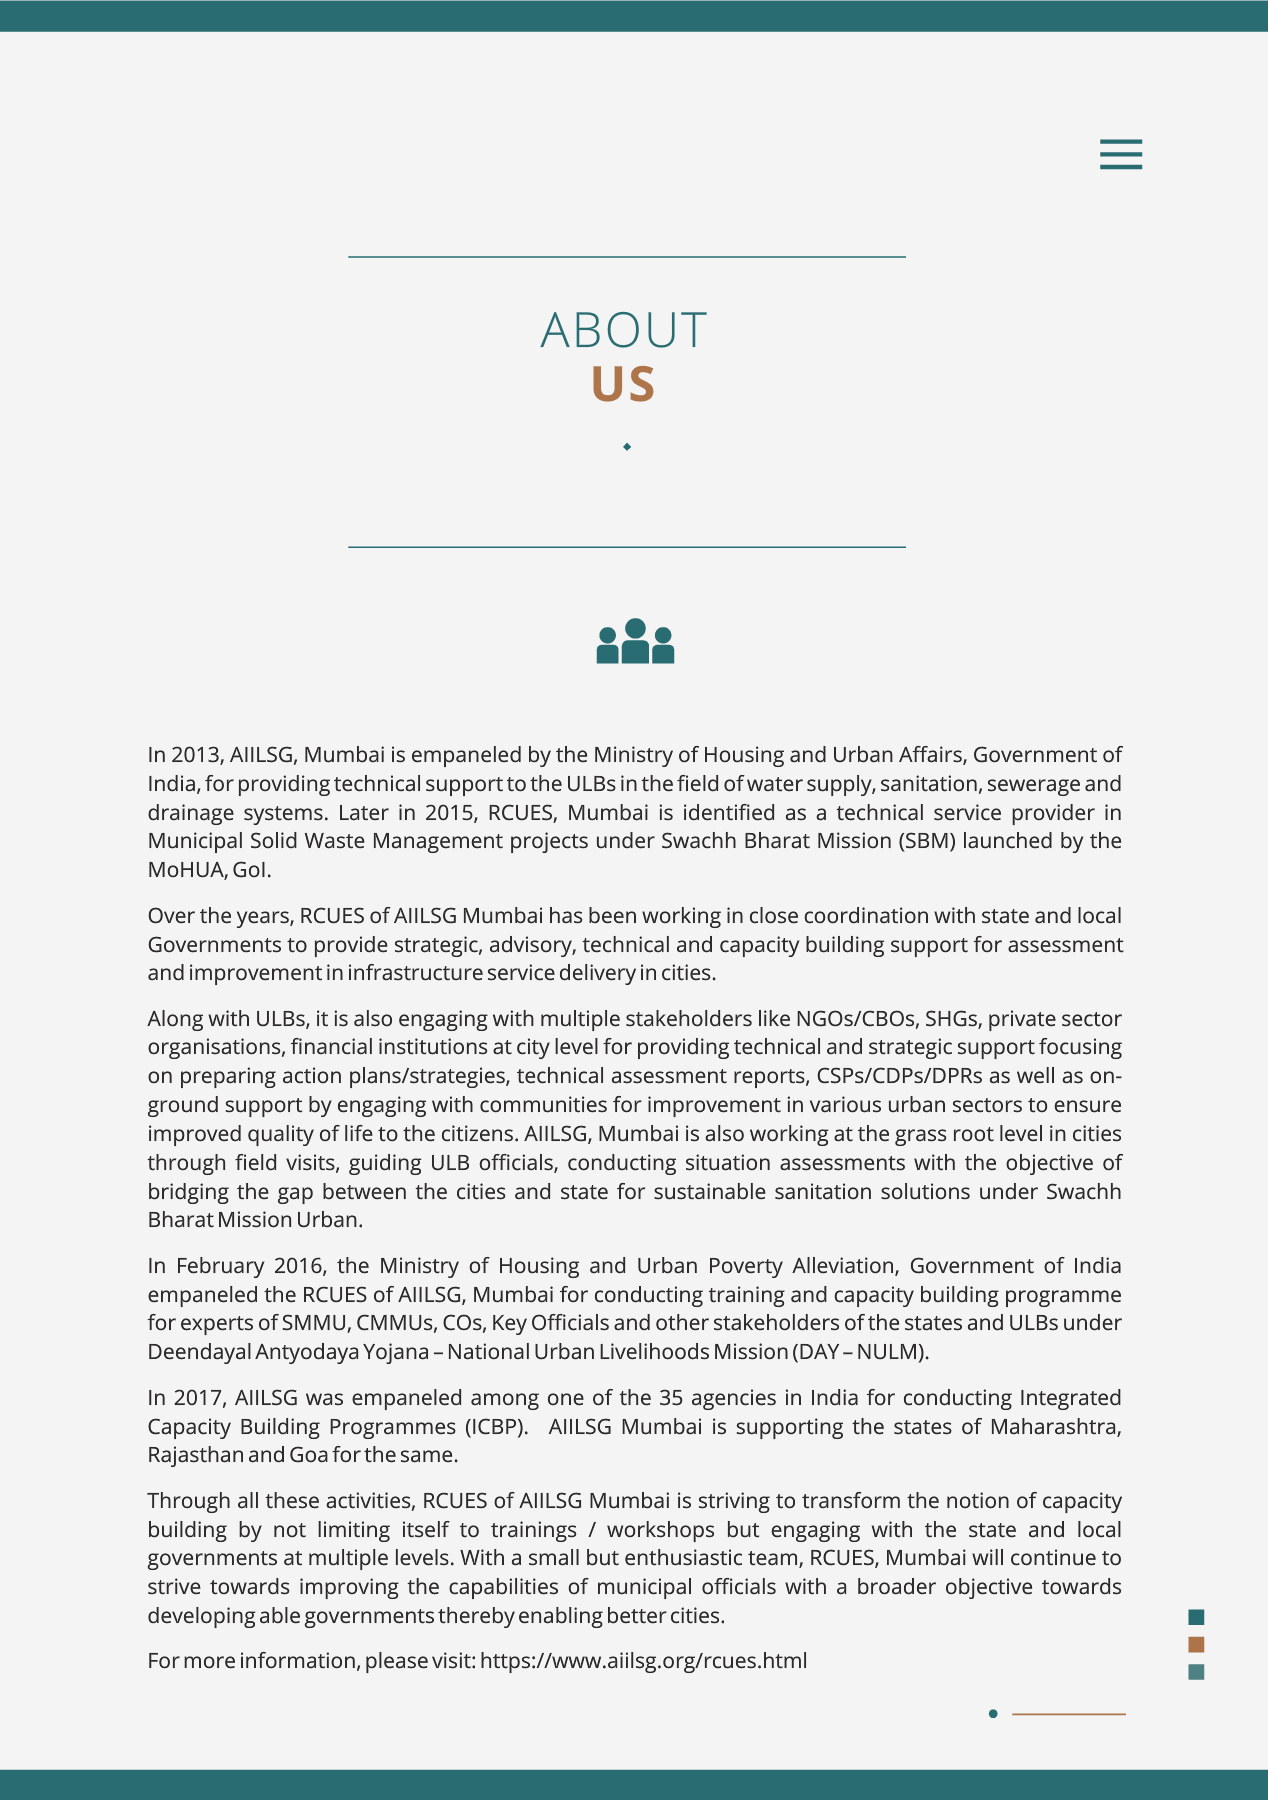 ABOUT
US
In 2013, AIILSG, Mumbai is empaneled by the Ministry of Housing and Urban Affairs, Government of
India, for providing technical support to the ULBs in the field of water supply, sanitation, sewerage and
drainage systems. Later in 2015, RCUES, Mumbai is identified as a technical service provider in
Municipal Solid Waste Management projects under Swachh Bharat Mission (SBM) launched by the
MoHUA, GoI.
Over the years, RCUES of AIILSG Mumbai has been working in close coordination with state and local
Governments to provide strategic, advisory, technical and capacity building support for assessment
and improvement in infrastructure service delivery in cities.
Along with ULBs, it is also engaging with multiple stakeholders like NGOs/CBOs, SHGs, private sector
organisations, financial institutions at city level for providing technical and strategic support focusing
on preparing action plans/strategies, technical assessment reports, CSPs/CDPs/DPRs as well as on-
ground support by engaging with communities for improvement in various urban sectors to ensure
improved quality of life to the citizens. AIILSG, Mumbai is also working at the grass root level in cities
through field visits, guiding ULB officials, conducting situation assessments with the objective of
bridging the gap between the cities and state for sustainable sanitation solutions under Swachh
Bharat Mission Urban.
In February 2016, the Ministry of Housing and Urban Poverty Alleviation, Government of India
empaneled the RCUES of AIILSG, Mumbai for conducting training and capacity building programme
for experts of SMMU, CMMUs, COs, Key Officials and other stakeholders of the states and ULBs under
Deendayal Antyodaya Yojana – National Urban Livelihoods Mission (DAY – NULM).
In 2017, AIILSG was empaneled among one of the 35 agencies in India for conducting Integrated
Capacity Building Programmes (ICBP). AIILSG Mumbai is supporting the states of Maharashtra,
Rajasthan and Goa for the same.
Through all these activities, RCUES of AIILSG Mumbai is striving to transform the notion of capacity
building by not limiting itself to trainings / workshops but engaging with the state and local
governments at multiple levels. With a small but enthusiastic team, RCUES, Mumbai will continue to
strive towards improving the capabilities of municipal officials with a broader objective towards
developing able governments thereby enabling better cities.
For more information, please visit: https://www.aiilsg.org/rcues.html